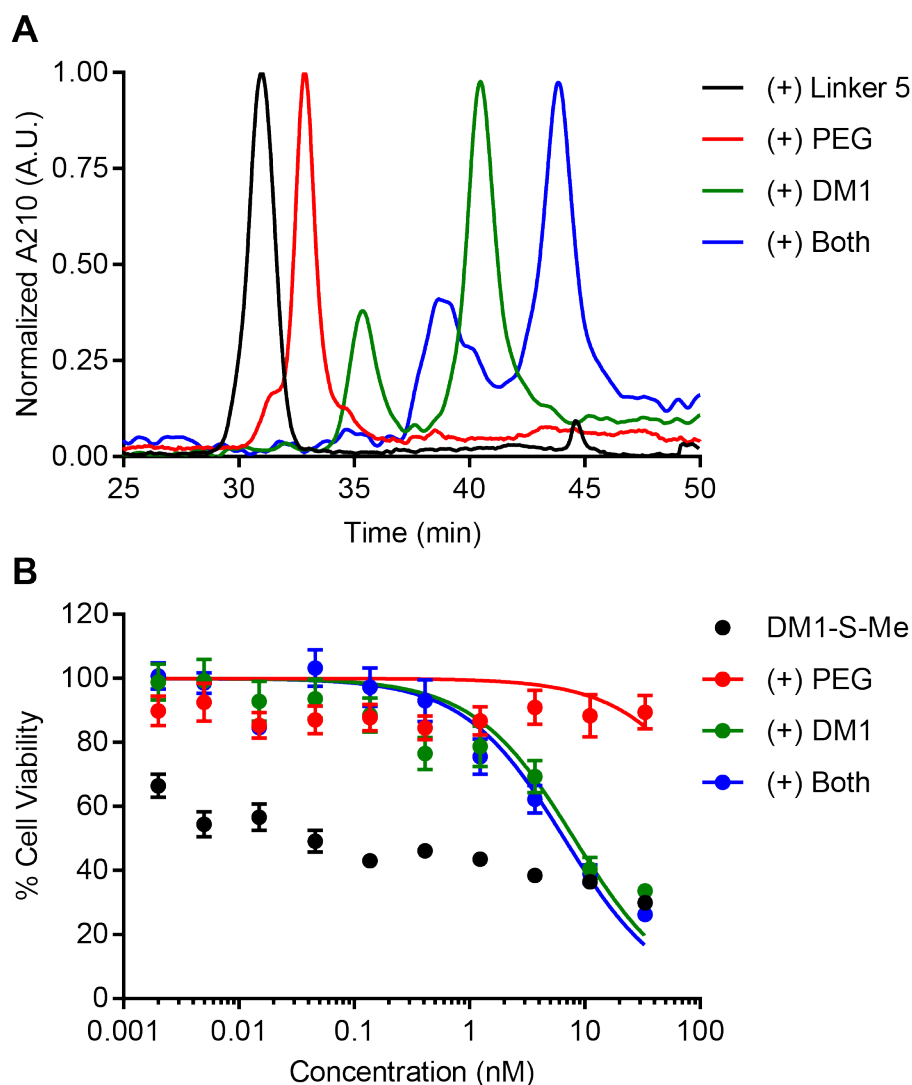 A
Normalized A210 (A.U.)
1.00
0.75
0.50
0.25
0.00
25 30 35 40 45 50
Time (min)
(+) Linker 5
(+) PEG
(+) DM1
(+) Both
B
% Cell Viability
120
100
80
60
40
20
0
0.001 0.01 0.1 1 10 100
Concentration (nM)
DM1-S-Me
(+) PEG
(+) DM1
(+) Both